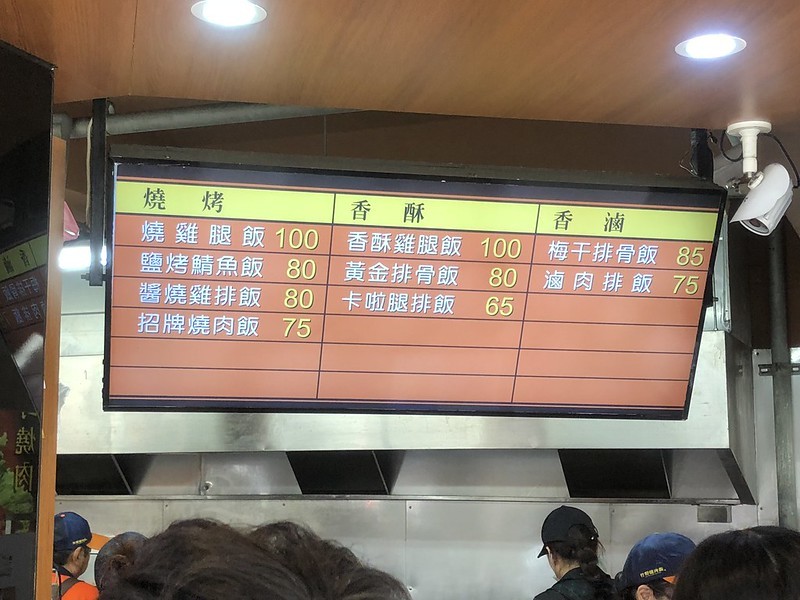 燒烤
燒雞腿飯 100
鹽烤鯖魚飯 80
醬燒雞排飯 80
招牌燒肉飯 75
香酥
香酥雞腿飯 100
黃金排骨飯 80
卡啦腿排飯 65
香滷
梅干排骨飯 85
滷肉排飯 75
燒肉